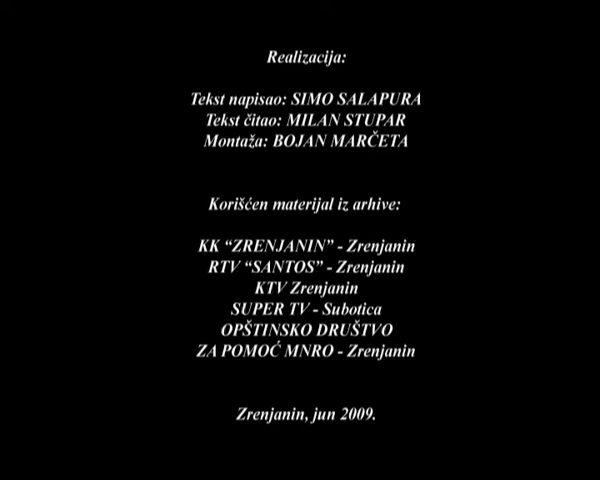 Realizacija:
Tekst napisao: SIMO SALAPURA
Tekst čitao: MILAN STUPAR
Montaža: BOJAN MARČETA
Korišćen materijal iz arhive:
KK “ZRENJANIN” - Zrenjanin
RTV “SANTOS” - Zrenjanin
KTV Zrenjanin
SUPER TV - Subotica
OPŠTINSKO DRUŠTVO
ZA POMOĆ MNRO - Zrenjanin
Zrenjanin, jun 2009.